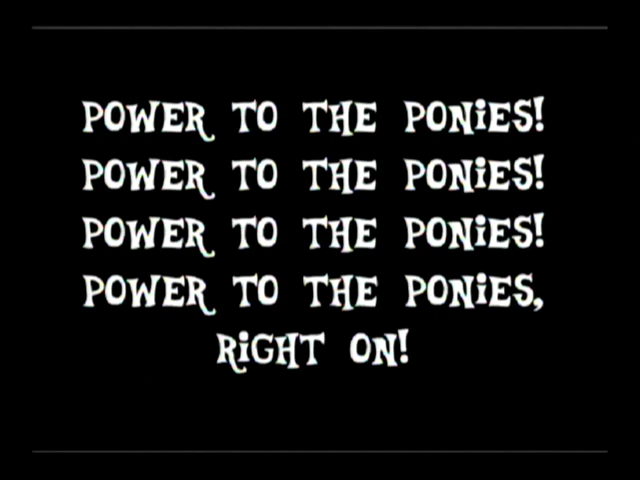 POWER TO THE PONiES!
POWER TO THE PONiES!
POWER TO THE PONiES!
POWER TO THE PONiES,
RiGHT ON!